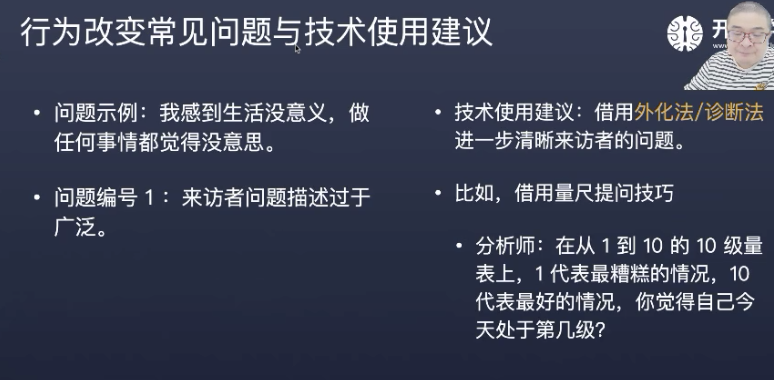 行为改变常见问题与技术使用建议
开
www
• 问题示例：我感到生活没意义，做
任何事情都觉得没意思。
• 问题编号 1 ：来访者问题描述过于
广泛。
• 技术使用建议：借用外化法/诊断法
进一步清晰来访者的问题。
• 比如，借用量尺提问技巧
• 分析师：在从 1 到 10 的 10 级量
表上，1 代表最糟糕的情况，10
代表最好的情况，你觉得自己今
天处于第几级？